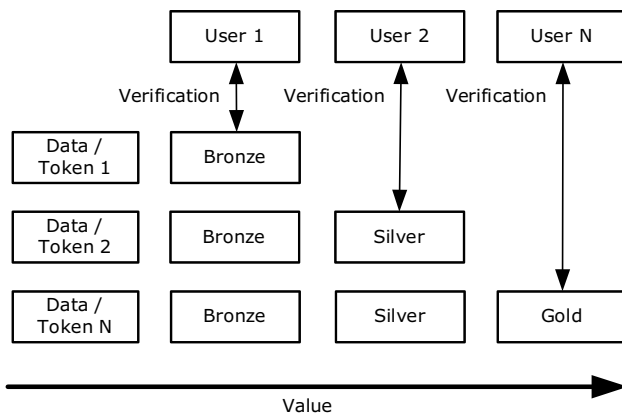 User 1
User 2
User N
Verification
Verification
Verification
Data /
Token 1
Bronze
Data /
Token 2
Bronze
Silver
Data /
Token N
Bronze
Silver
Gold
Value